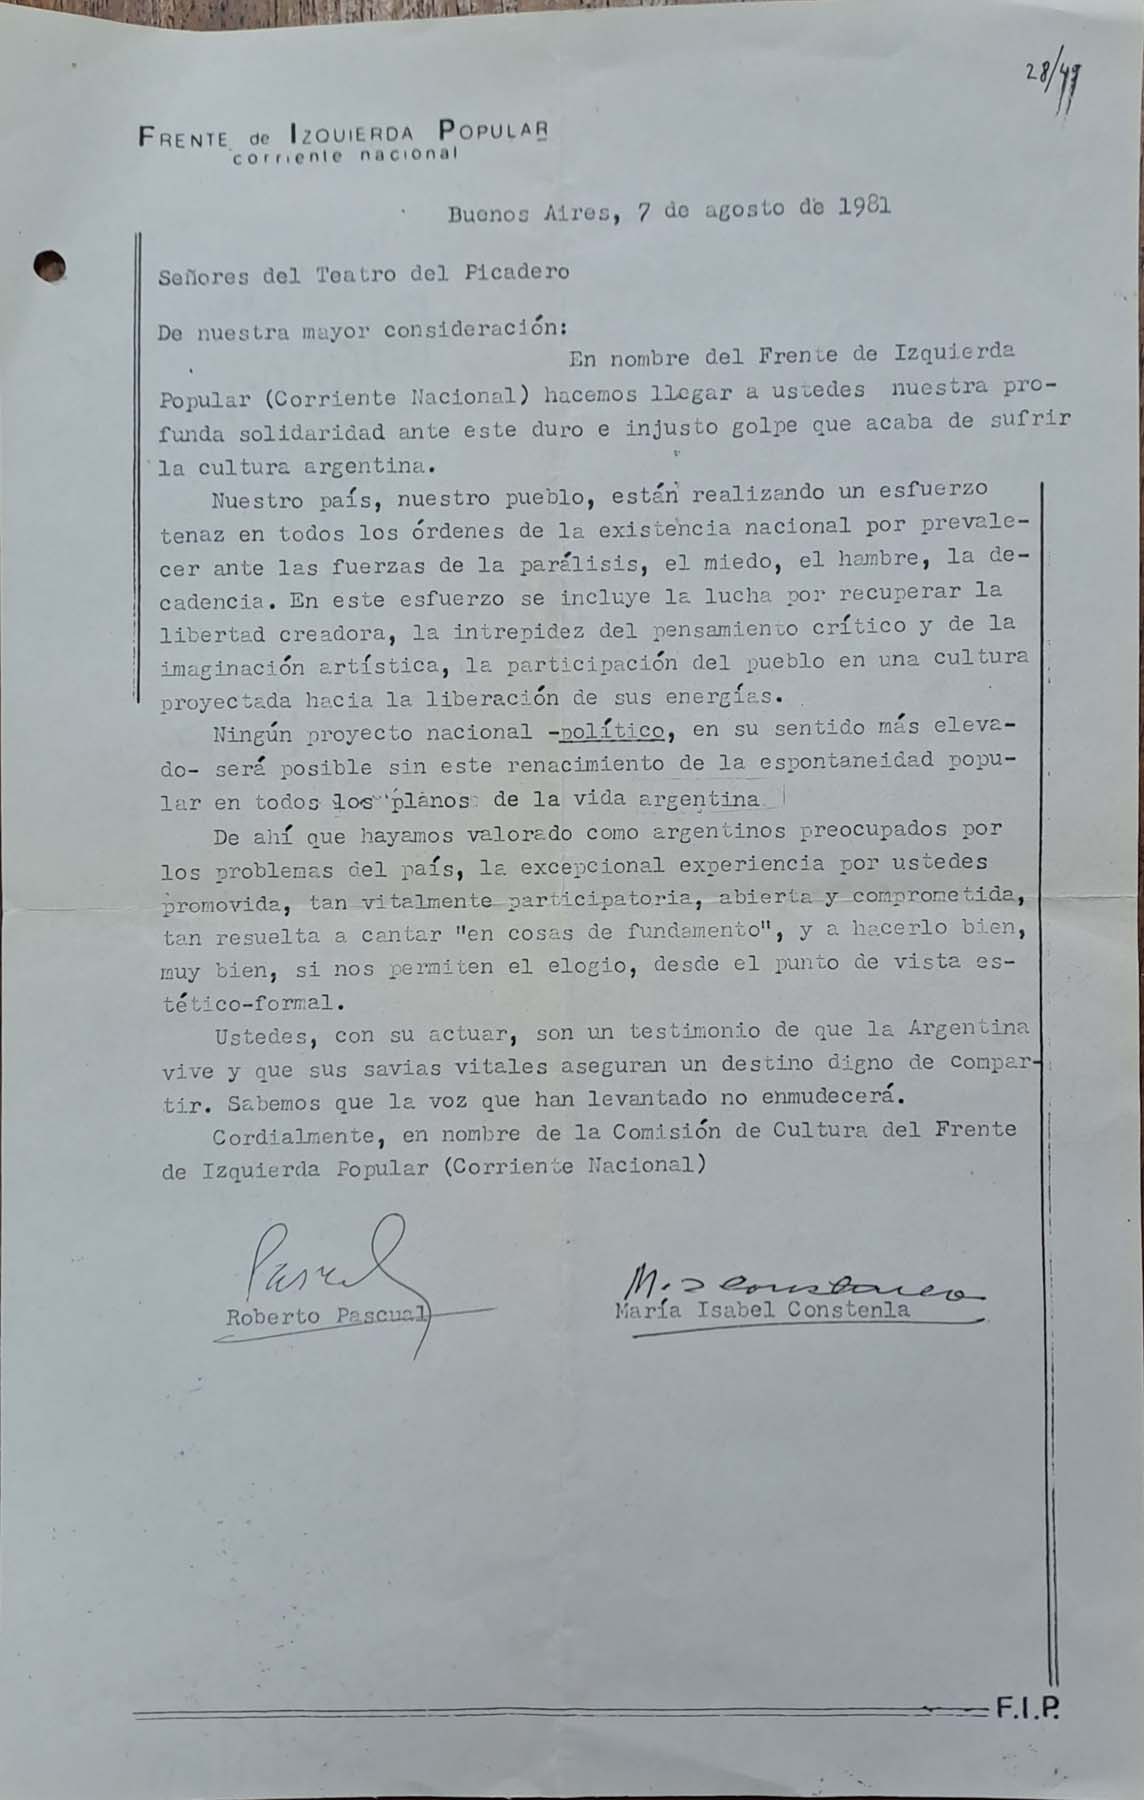 28/49
FRENTE de IZQUIERDA POPULAR
corriente nacional
Buenos Aires, 7 de agosto de 1981
Señores del Teatro del Picadero
De nuestra mayor consideración:
En nombre del Frente de Izquierda
Popular (Corriente Nacional) hacemos llegar a ustedes nuestra pro-
funda solidaridad ante este duro e injusto golpe que acaba de sufrir
la cultura argentina.
Nuestro país, nuestro pueblo, están realizando un esfuerzo
tenaz en todos los órdenes de la existencia nacional por prevale-
cer ante las fuerzas de la parálisis, el miedo, el hambre, la de-
cadencia. En este esfuerzo se incluye la lucha por recuperar la
libertad creadora, la intrepidez del pensamiento crítico y de la
imaginación artística, la participación del pueblo en una cultura
proyectada hacia la liberación de sus energías.
Ningún proyecto nacional -político, en su sentido más eleva-
do- será posible sin este renacimiento de la espontaneidad popu-
lar en todos los planos de la vida argentina
De ahí que hayamos valorado como argentinos preocupados por
los problemas del país, la excepcional experiencia por ustedes
promovida, tan vitalmente participatoria, abierta y comprometida,
tan resuelta a cantar "en cosas de fundamento", y a hacerlo bien,
muy bien, si nos permiten el elogio, desde el punto de vista es-
tético-formal.
Ustedes, con su actuar, son un testimonio de que la Argentina
vive y que sus savias vitales aseguran un destino digno de compar-
tir. Sabemos que la voz que han levantado no enmudecerá.
Cordialmente, en nombre de la Comisión de Cultura del Frente
de Izquierda Popular (Corriente Nacional)
Pascual
M. I Constenla
Roberto Pascual
María Isabel Constenla
F.I.P.